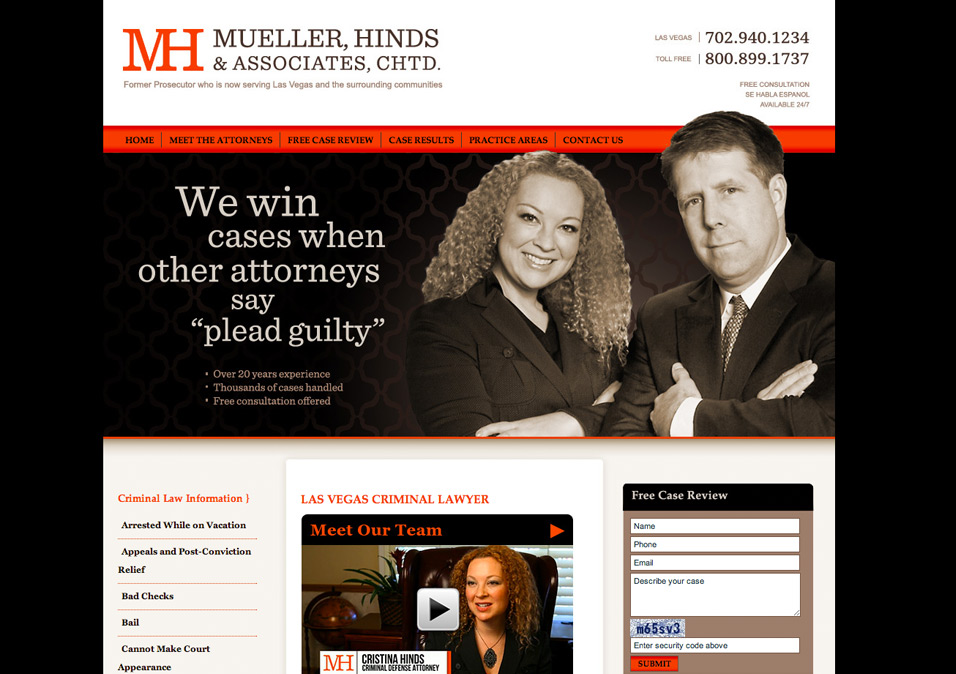 MH MUELLER, HINDS
& ASSOCIATES, CHTD.
Former Prosecutor who is now serving Las Vegas and the surrounding communities
LAS VEGAS | 702.940.1234
TOLL FREE | 800.899.1737
FREE CONSULTATION
SE HABLA ESPANOL
AVAILABLE 24/7
HOME | MEET THE ATTORNEYS | FREE CASE REVIEW | CASE RESULTS | PRACTICE AREAS | CONTACT US
We win
cases when
other attorneys
say
“plead guilty”
• Over 20 years experience
• Thousands of cases handled
• Free consultation offered
Criminal Law Information }
Arrested While on Vacation
Appeals and Post-Conviction
Relief
Bad Checks
Bail
Cannot Make Court
Appearance
LAS VEGAS CRIMINAL LAWYER
Meet Our Team
MH CRISTINA HINDS
CRIMINAL DEFENSE ATTORNEY
Free Case Review
Name
Phone
Email
Describe your case
m65sv3
Enter security code above
SUBMIT